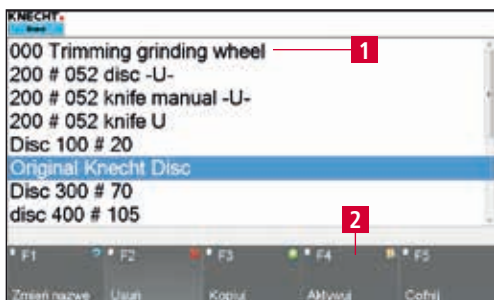 KNECHT.
000 Trimming grinding wheel
1
200 # 052 disc -U-
200 # 052 knife manual -U-
200 # 052 knife U
Disc 100 # 20
Original Knecht Disc
Disc 300 # 70
disc 400 # 105
2
F1 F2 F3 F4 F5
Zmień nazwę Usuń Kopiuj Aktywuj Cofnij